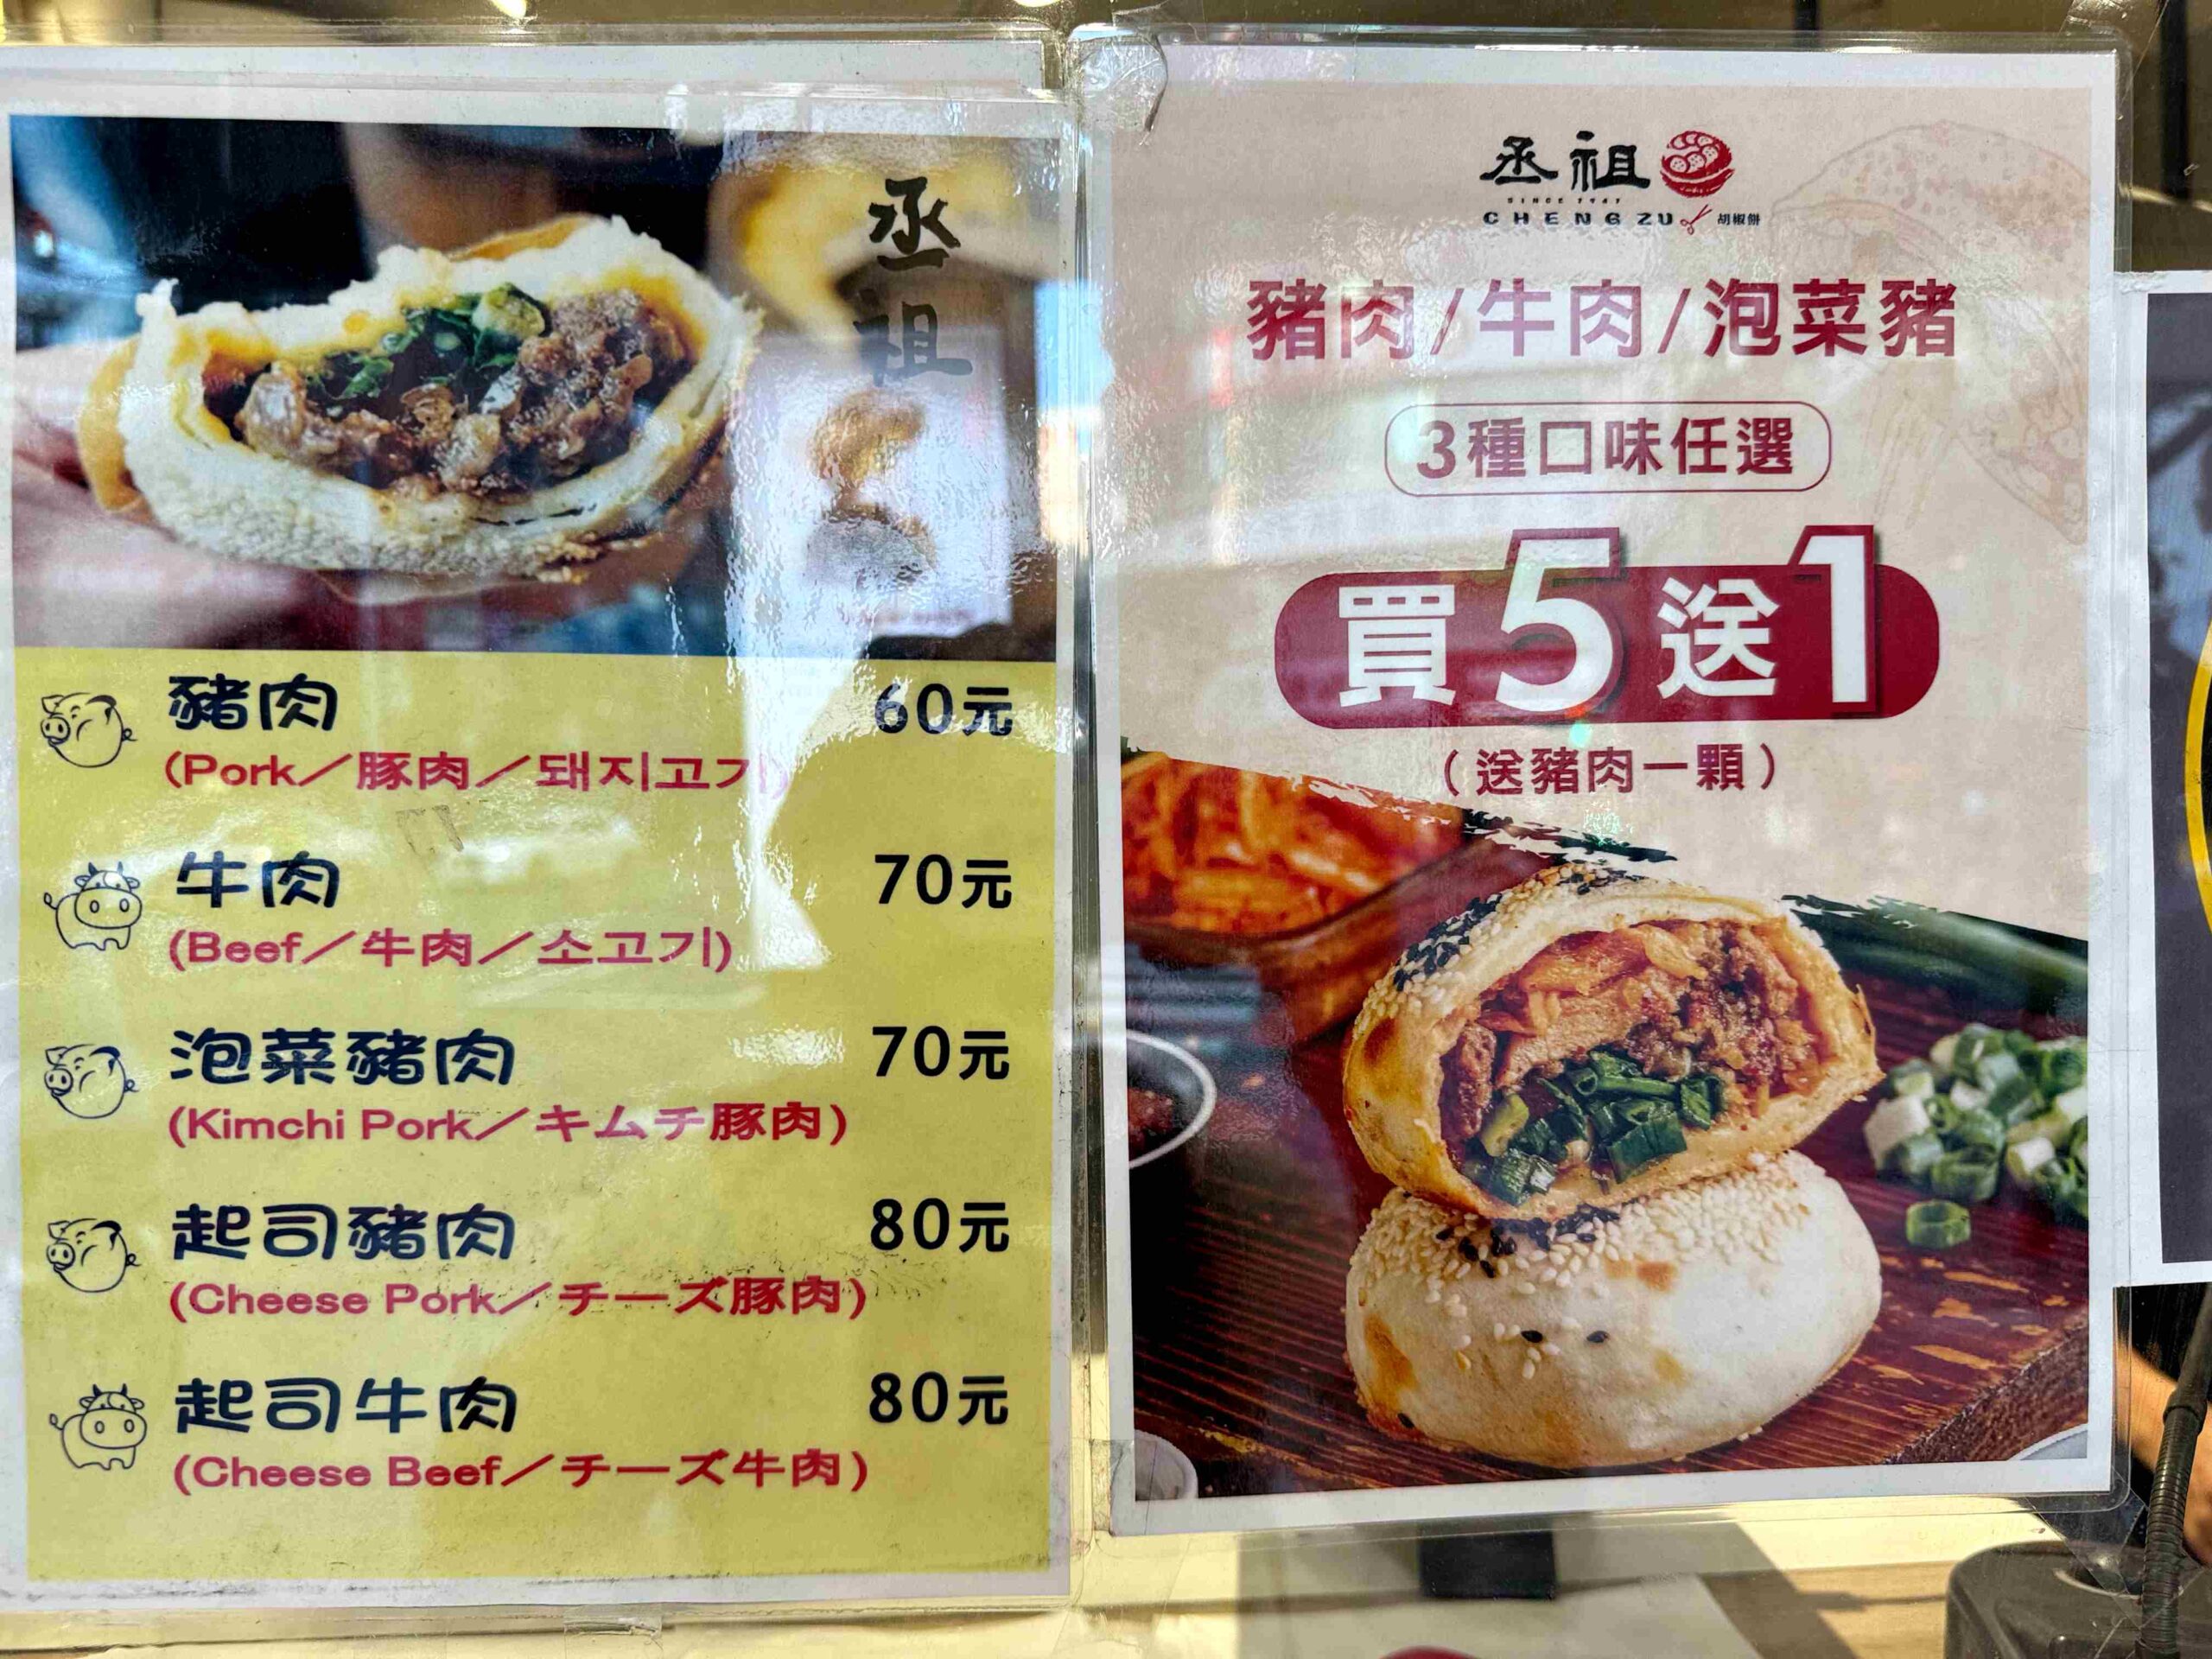 丞祖
豬肉 60元
(Pork／豚肉／돼지고기)
牛肉 70元
(Beef／牛肉／소고기)
泡菜豬肉 70元
(Kimchi Pork／キムチ豚肉)
起司豬肉 80元
(Cheese Pork／チーズ豚肉)
起司牛肉 80元
(Cheese Beef／チーズ牛肉)
丞祖
SINCE 1947
CHENG ZU 胡椒餅
豬肉/牛肉/泡菜豬
3種口味任選
買5送1
(送豬肉一顆)